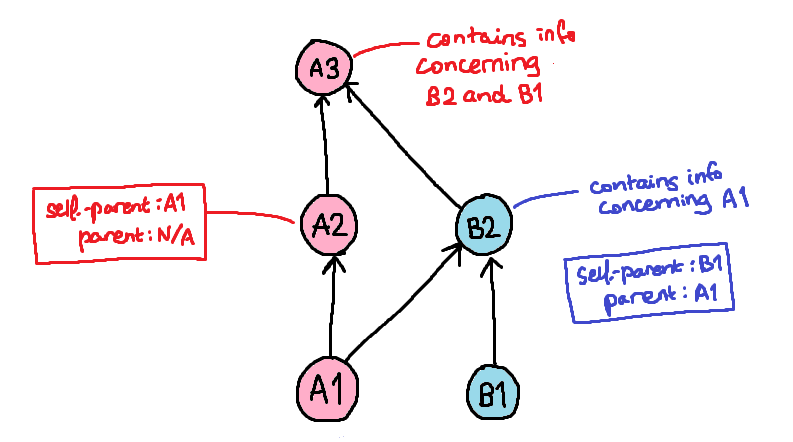 A3
contains info
concerning
B2 and B1
self-parent: A1
parent: N/A
A2
B2
contains info
concerning A1
self-parent: B1
parent: A1
A1
B1